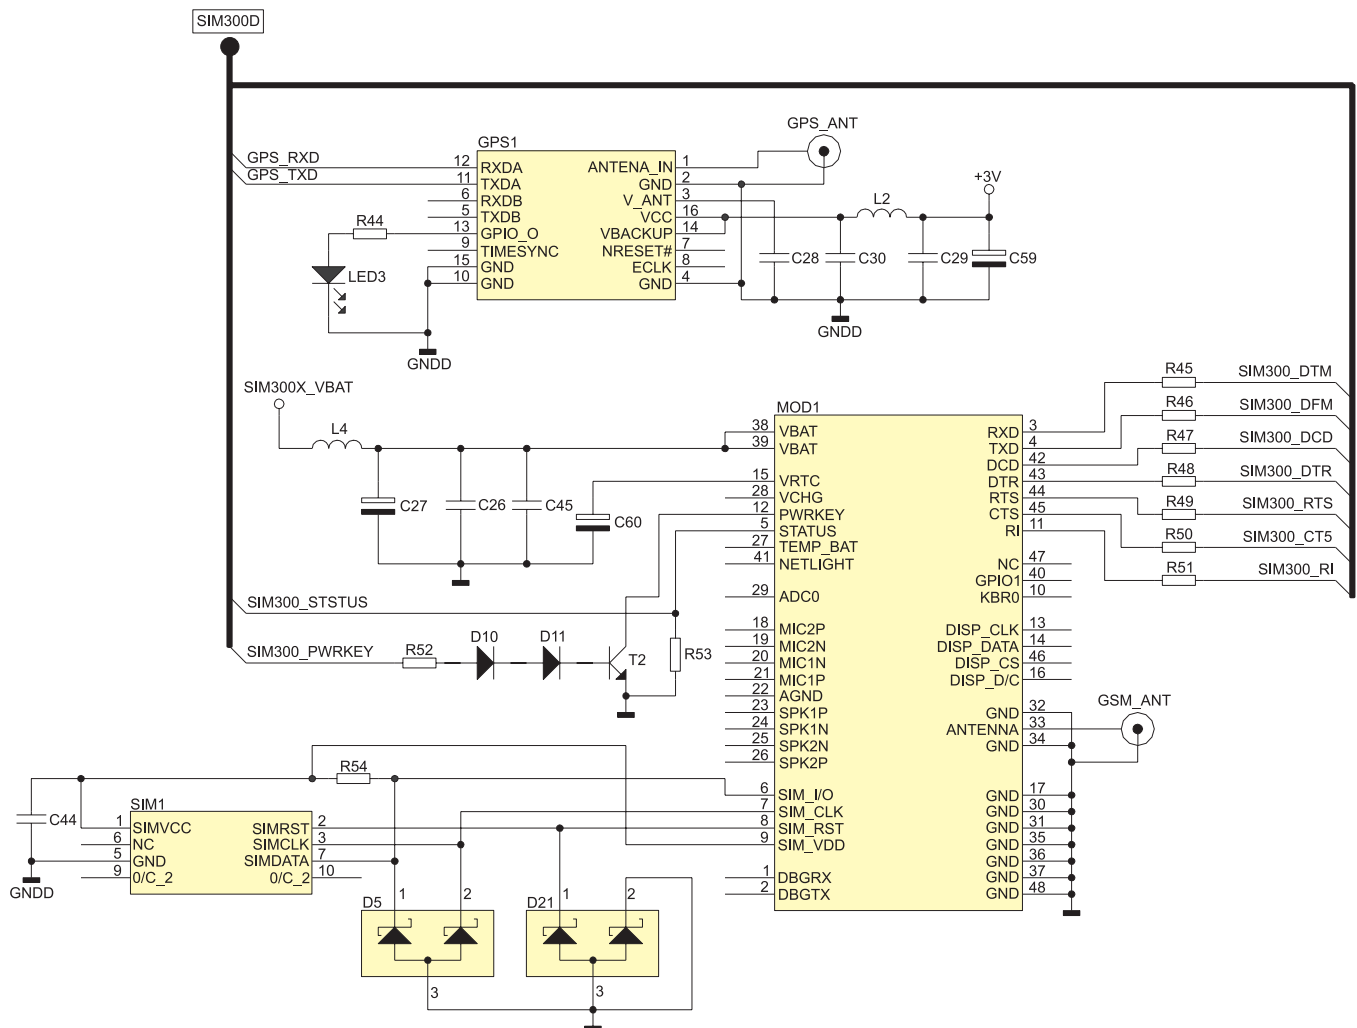 SIM300D
GPS1
GPS_ANT
GPS_RXD
GPS_TXD
12 RXDA ANTENA_IN 1
11 TXDA GND 2
6 RXDB V_ANT 3
5 TXDB VCC 16
13 GPIO_O VBACKUP 14
9 TIMESYNC NRESET# 7
15 GND ECLK 8
10 GND GND 4
R44
LED3
GNDD
L2
+3V
C28
C30
C29
C59
GNDD
SIM300X_VBAT
L4
C27
C26
C45
C60
MOD1
38 VBAT RXD 3
39 VBAT TXD 4
DCD 42
15 VRTC DTR 43
28 VCHG RTS 44
12 PWRKEY CTS 45
5 STATUS RI 11
27 TEMP_BAT
41 NETLIGHT NC 47
GPIO1 40
29 ADC0 KBR0 10
18 MIC2P DISP_CLK 13
19 MIC2N DISP_DATA 14
20 MIC1N DISP_CS 46
21 MIC1P DISP_D/C 16
22 AGND
23 SPK1P GND 32
24 SPK1N ANTENNA 33
25 SPK2N GND 34
26 SPK2P
6 SIM_I/O GND 17
7 SIM_CLK GND 30
8 SIM_RST GND 31
9 SIM_VDD GND 35
GND 36
1 DBGRX GND 37
2 DBGTX GND 48
R45 SIM300_DTM
R46 SIM300_DFM
R47 SIM300_DCD
R48 SIM300_DTR
R49 SIM300_RTS
R50 SIM300_CT5
R51 SIM300_RI
GSM_ANT
SIM300_STSTUS
SIM300_PWRKEY
R52
D10
D11
T2
R53
R54
C44
GNDD
SIM1
1 SIMVCC SIMRST 2
6 NC SIMCLK 3
5 GND SIMDATA 7
9 0/C_2 0/C_2 10
D5
1
2
3
D21
1
2
3